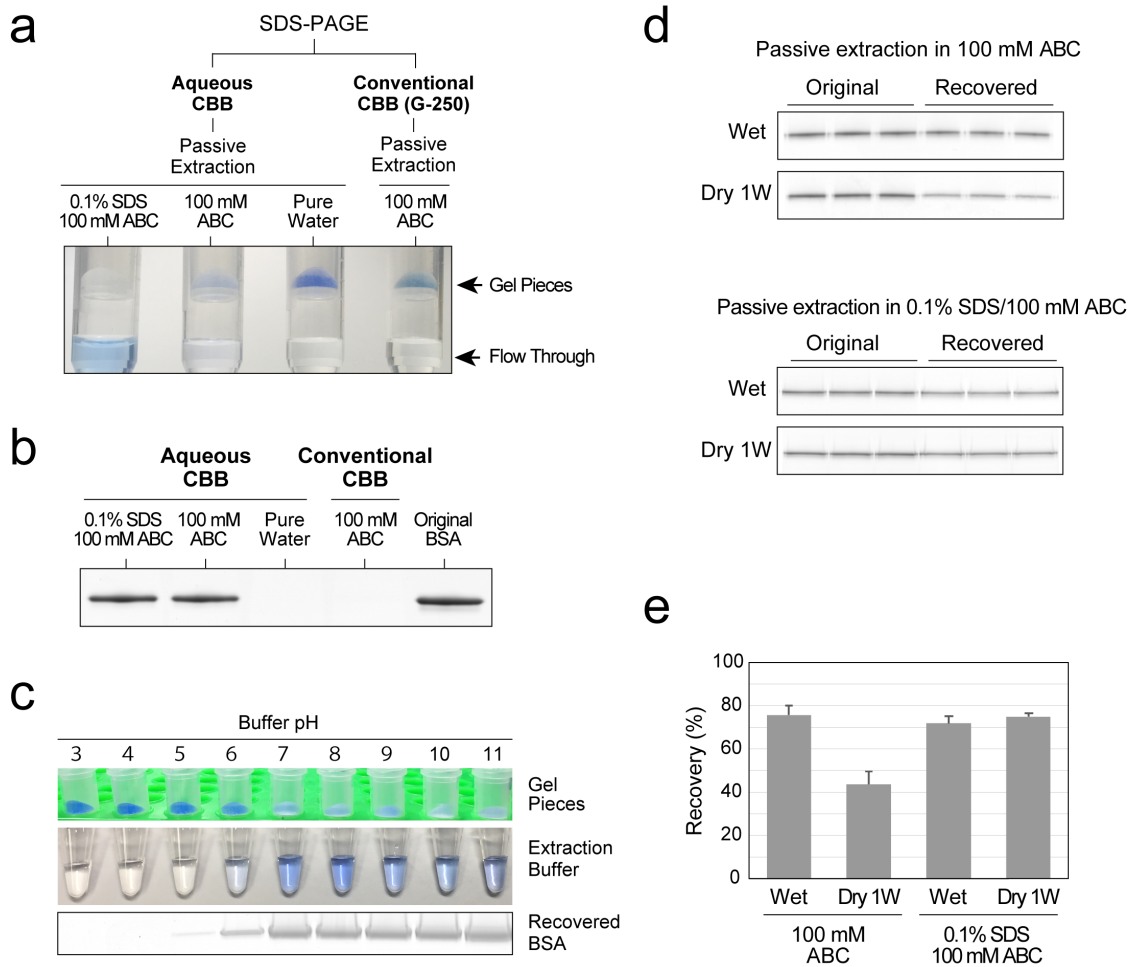 a
SDS-PAGE
Aqueous
CBB
Conventional
CBB (G-250)
Passive
Extraction
Passive
Extraction
0.1% SDS
100 mM ABC
100 mM
ABC
Pure
Water
100 mM
ABC
Gel Pieces
Flow Through
b
Aqueous
CBB
Conventional
CBB
0.1% SDS
100 mM ABC
100 mM
ABC
Pure
Water
100 mM
ABC
Original
BSA
c
Buffer pH
3 4 5 6 7 8 9 10 11
Gel
Pieces
Extraction
Buffer
Recovered
BSA
d
Passive extraction in 100 mM ABC
Original Recovered
Wet
Dry 1W
Passive extraction in 0.1% SDS/100 mM ABC
Original Recovered
Wet
Dry 1W
e
Recovery (%)
100
80
60
40
20
0
Wet Dry 1W Wet Dry 1W
100 mM
ABC
0.1% SDS
100 mM ABC